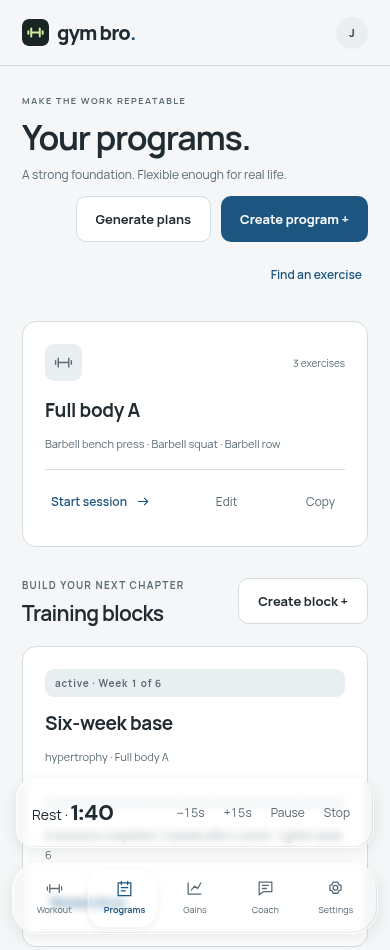 gym bro.
J
MAKE THE WORK REPEATABLE
Your programs.
A strong foundation. Flexible enough for real life.
Generate plans
Create program +
Find an exercise
3 exercises
Full body A
Barbell bench press · Barbell squat · Barbell row
Start session →
Edit
Copy
BUILD YOUR NEXT CHAPTER
Training blocks
Create block +
active · Week 1 of 6
Six-week base
hypertrophy · Full body A
Rest · 1:40
−15s
+15s
Pause
Stop
6
Workout
Programs
Gains
Coach
Settings